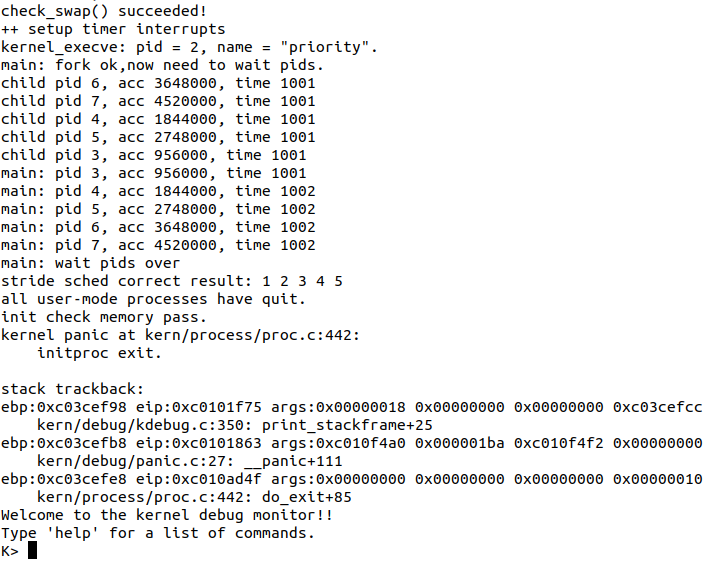 check_swap() succeeded!
++ setup timer interrupts
kernel_execve: pid = 2, name = "priority".
main: fork ok,now need to wait pids.
child pid 6, acc 3648000, time 1001
child pid 7, acc 4520000, time 1001
child pid 4, acc 1844000, time 1001
child pid 5, acc 2748000, time 1001
child pid 3, acc 956000, time 1001
main: pid 3, acc 956000, time 1001
main: pid 4, acc 1844000, time 1002
main: pid 5, acc 2748000, time 1002
main: pid 6, acc 3648000, time 1002
main: pid 7, acc 4520000, time 1002
main: wait pids over
stride sched correct result: 1 2 3 4 5
all user-mode processes have quit.
init check memory pass.
kernel panic at kern/process/proc.c:442:
    initproc exit.

stack trackback:
ebp:0xc03cef98 eip:0xc0101f75 args:0x00000018 0x00000000 0x00000000 0xc03cefcc
    kern/debug/kdebug.c:350: print_stackframe+25
ebp:0xc03cefb8 eip:0xc0101863 args:0xc010f4a0 0x000001ba 0xc010f4f2 0x00000000
    kern/debug/panic.c:27: __panic+111
ebp:0xc03cefe8 eip:0xc010ad4f args:0x00000000 0x00000000 0x00000000 0x00000010
    kern/process/proc.c:442: do_exit+85
Welcome to the kernel debug monitor!!
Type 'help' for a list of commands.
K>